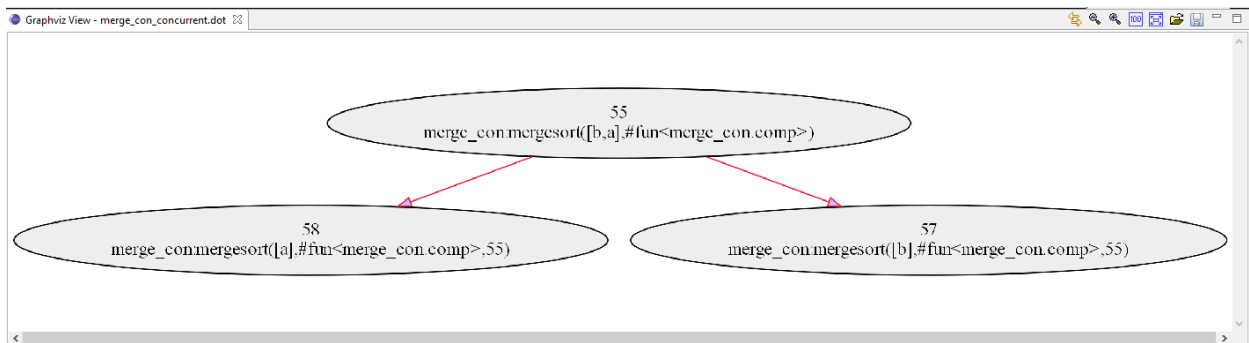 Graphviz View - merge_con_concurrent.dot
100
55
merge_con:mergesort([b,a],#fun<merge_con.comp>)
58
merge_con:mergesort([a],#fun<merge_con.comp>,55)
57
merge_con:mergesort([b],#fun<merge_con.comp>,55)